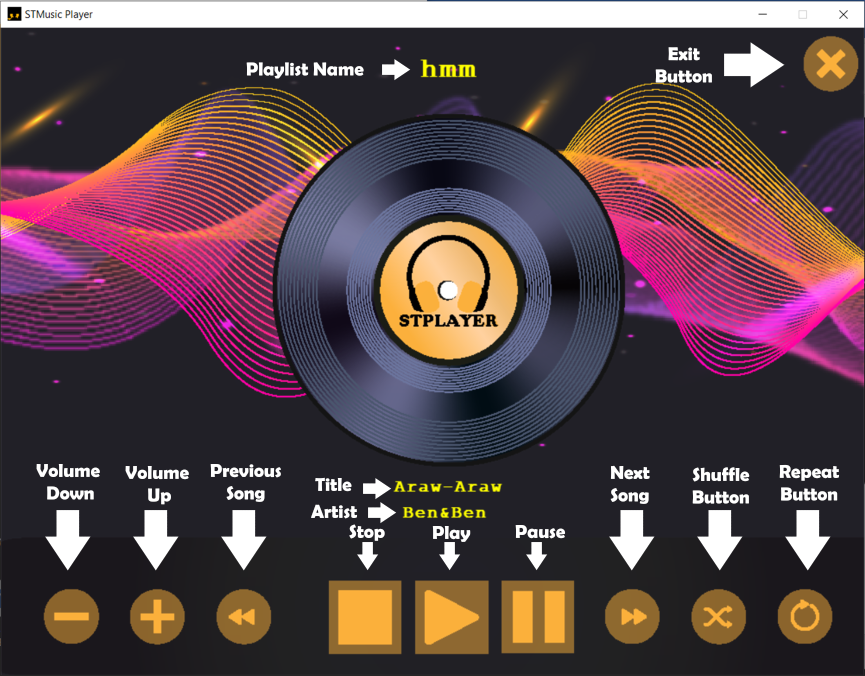 STMusic Player
Playlist Name
hmm
Exit
Button
STPLAYER
Volume
Down
Volume
Up
Previous
Song
Title
Araw-Araw
Artist
Ben&Ben
Stop
Play
Pause
Next
Song
Shuffle
Button
Repeat
Button